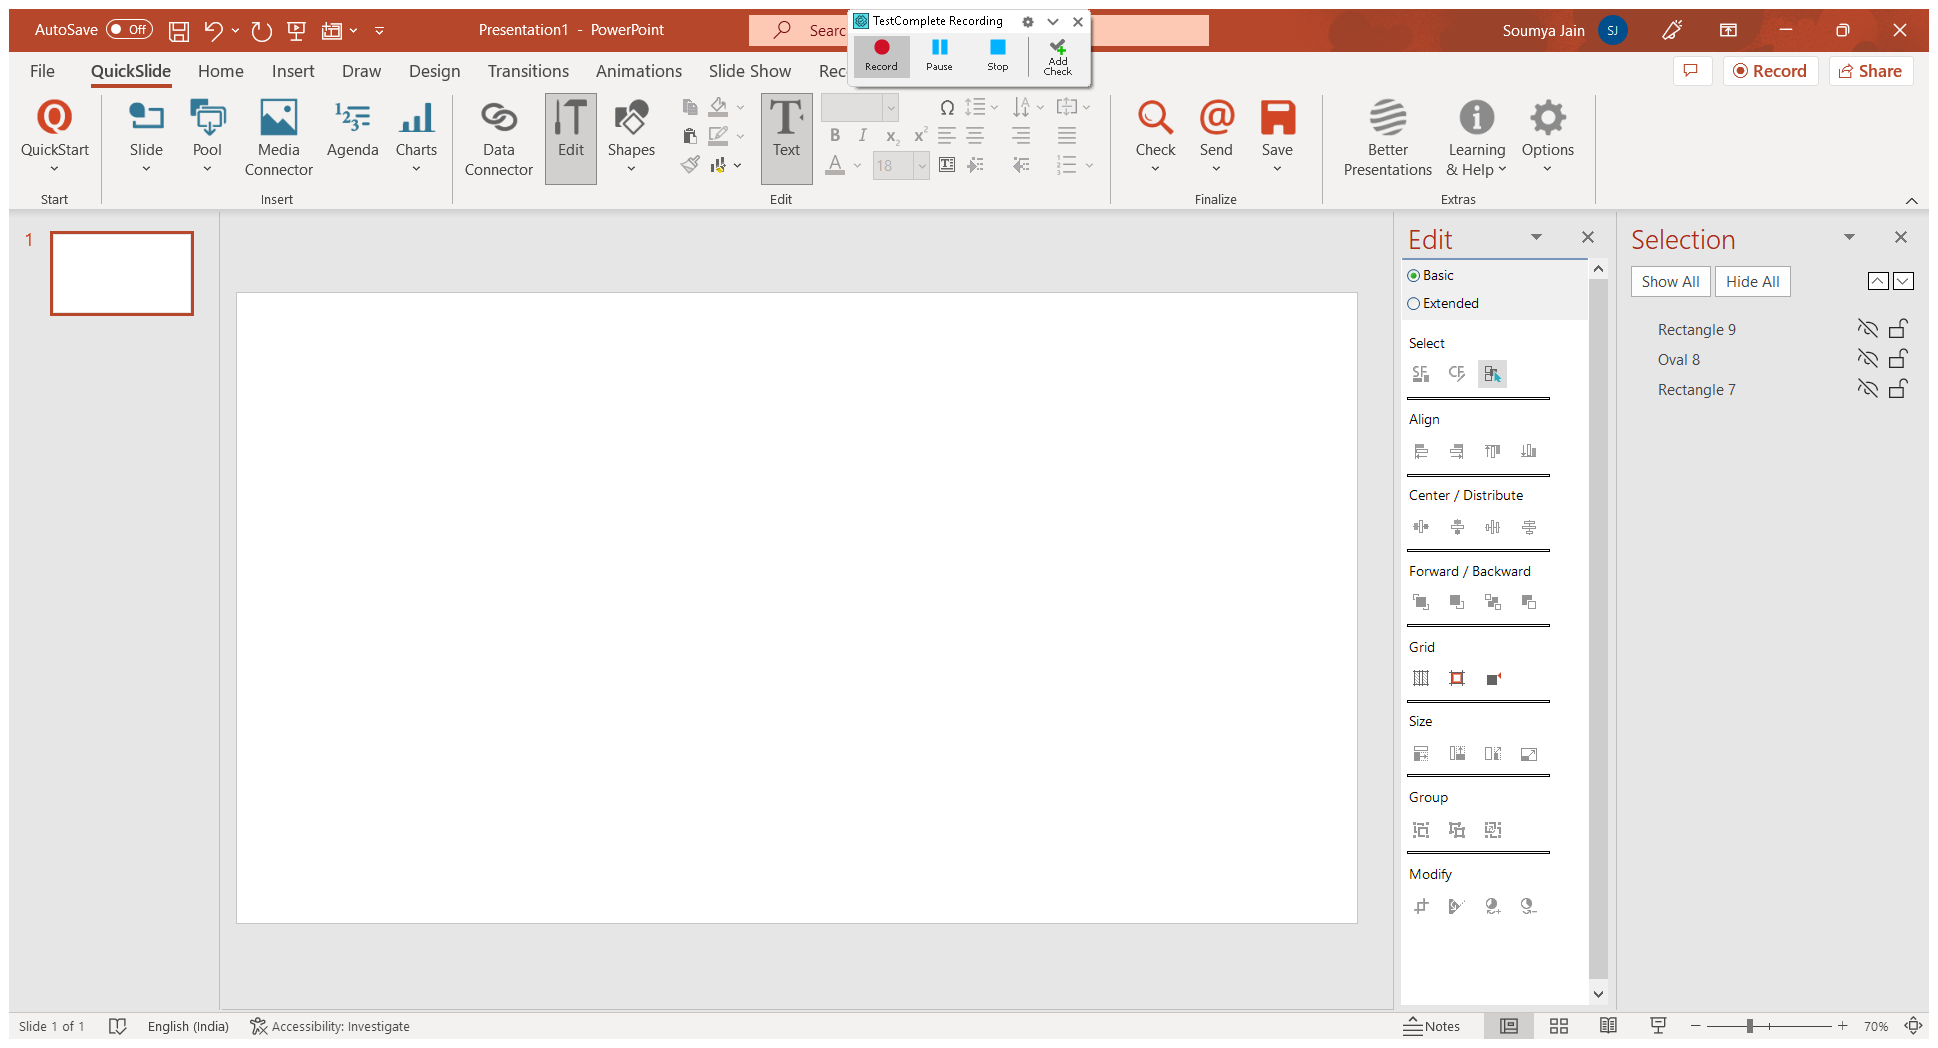 AutoSave Off Presentation1 - PowerPoint Searc Soumya Jain SJ
TestComplete Recording
Record Pause Stop Add Check
File QuickSlide Home Insert Draw Design Transitions Animations Slide Show Rec Record Share
QuickStart Slide Pool Media Connector Agenda Charts Data Connector Edit Shapes Text 18 Check Send Save Better Presentations Learning & Help Options
Start Insert Edit Finalize Extras
1
Edit
Basic
Extended
Select
Align
Center / Distribute
Forward / Backward
Grid
Size
Group
Modify
Selection
Show All Hide All
Rectangle 9
Oval 8
Rectangle 7
Slide 1 of 1 English (India) Accessibility: Investigate Notes 70%